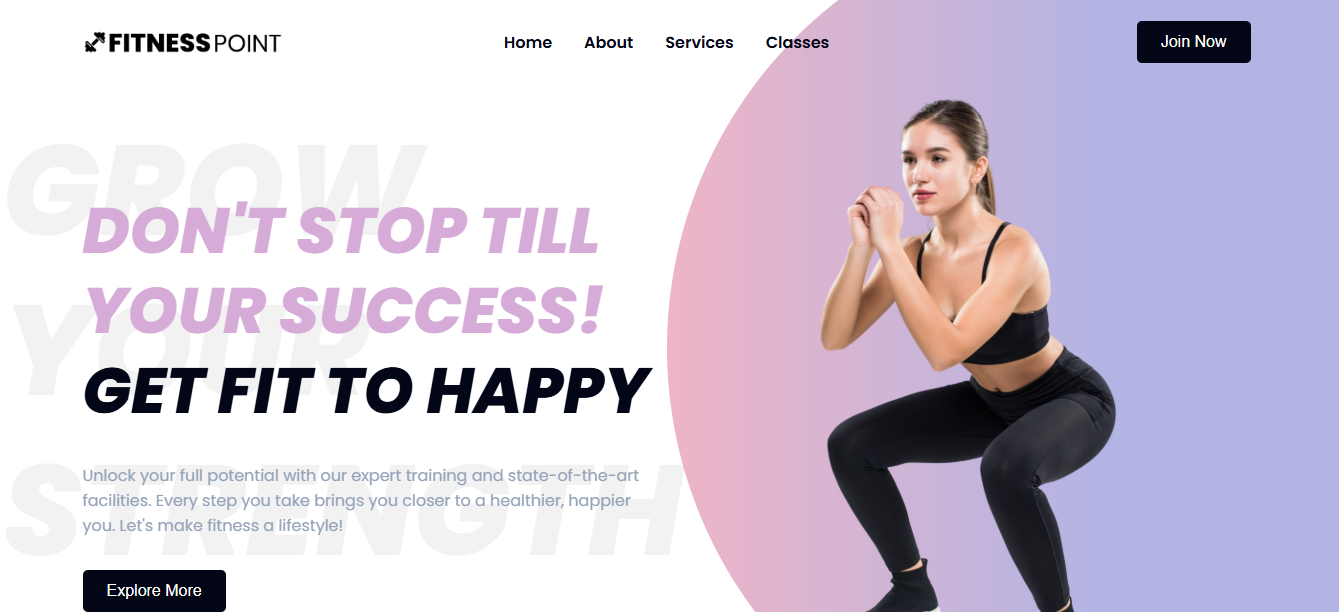 FITNESS POINT
Home About Services Classes
Join Now
GROW
YOUR
STRENGTH
DON'T STOP TILL
YOUR SUCCESS!
GET FIT TO HAPPY
Unlock your full potential with our expert training and state-of-the-art
facilities. Every step you take brings you closer to a healthier, happier
you. Let's make fitness a lifestyle!
Explore More